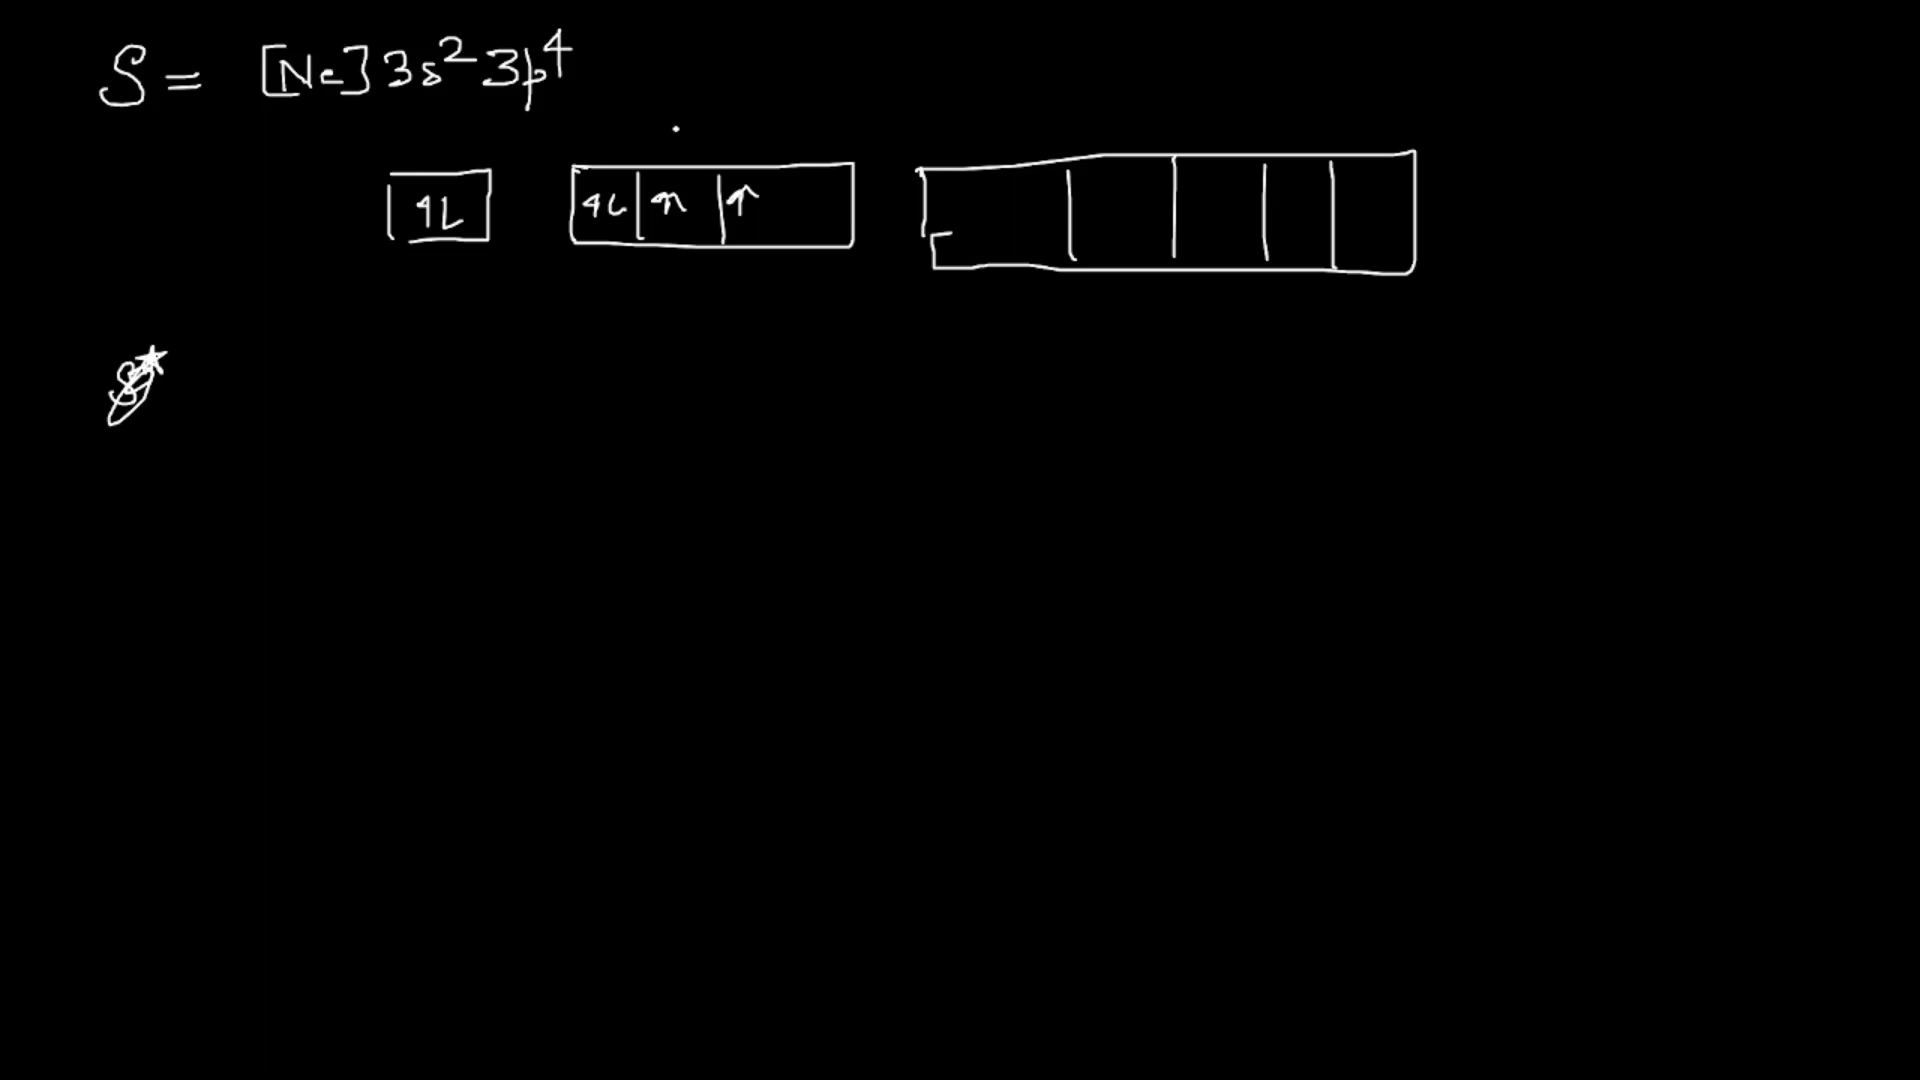 S = [Ne] 3s² 3p⁴
↑↓ ↑↓ ↑ ↑